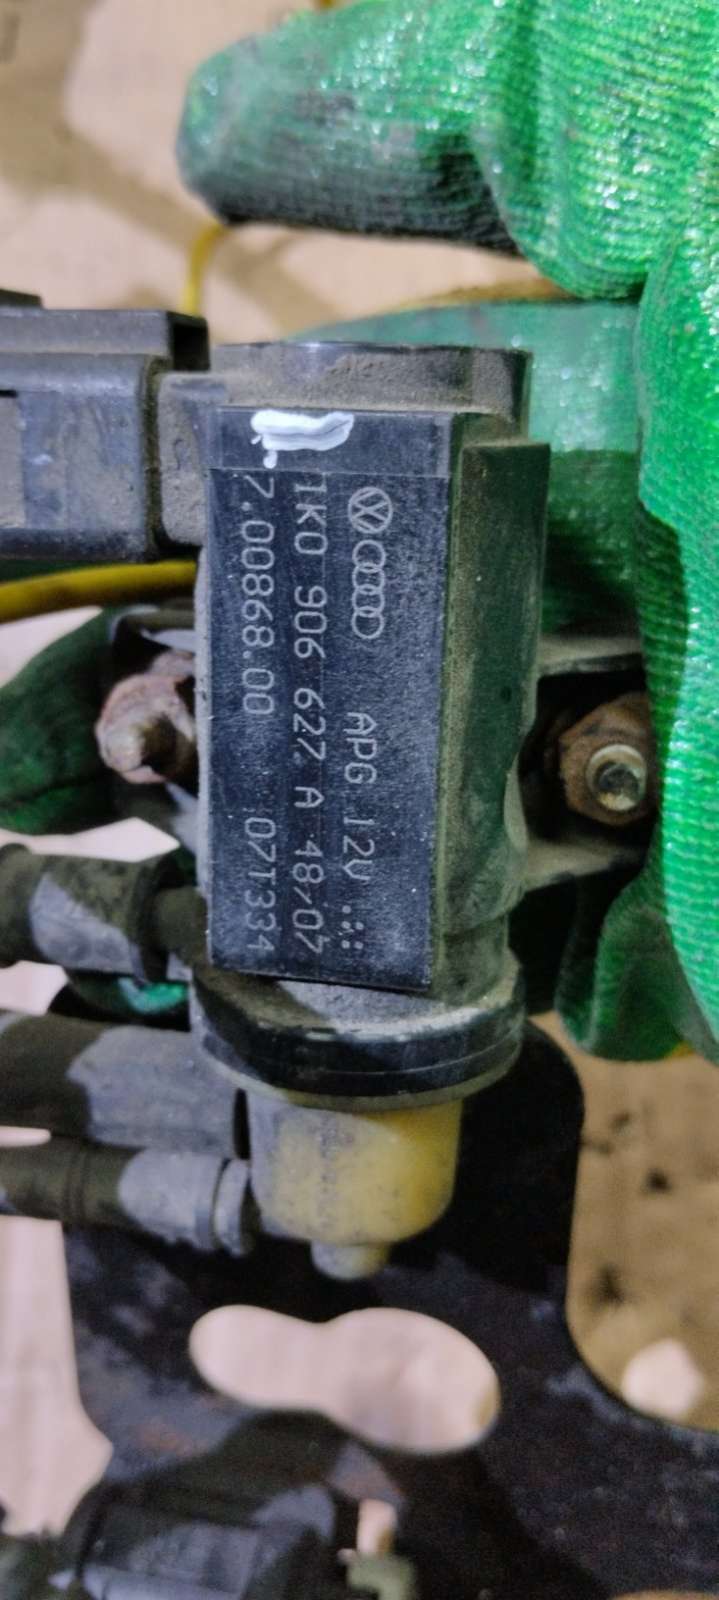 APG 12V
1K0 906 627 A 48/07
7.00868.00 07T334